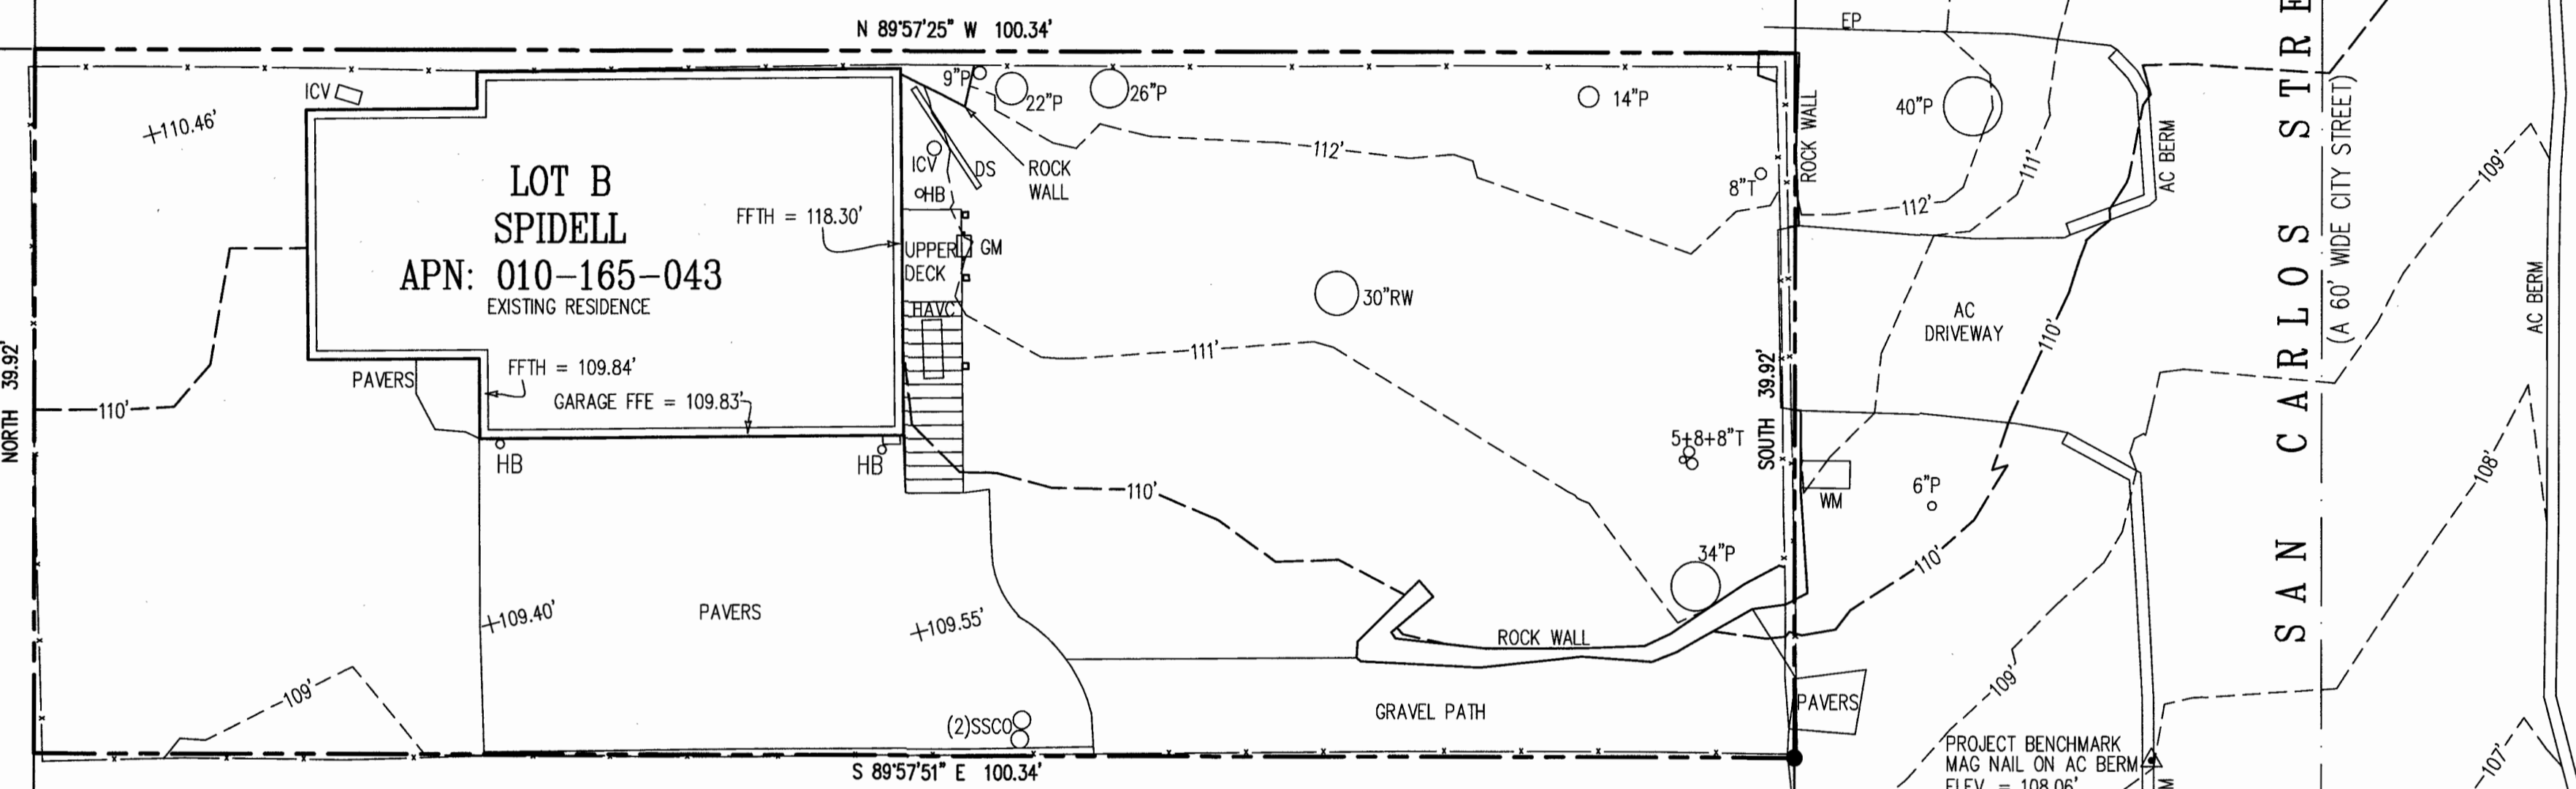 N 89°57'25" W 100.34'
EP
ICV
+110.46'
9"P
22"P
26"P
14"P
40"P
ROCK WALL
AC BERM
111'
109'
112'
112'
LOT B
SPIDELL
APN: 010-165-043
EXISTING RESIDENCE
FFTH = 118.30'
ICV
DS
ROCK
WALL
HB
8"T
UPPER
DECK
GM
HAVC
30"RW
AC
DRIVEWAY
110'
AC BERM
(A 60' WIDE CITY STREET)
SAN CARLOS STRE
NORTH 39.92'
PAVERS
FFTH = 109.84'
GARAGE FFE = 109.83'
111'
SOUTH 39.92'
110'
HB
HB
5+8+8"T
WM
6"P
108'
110'
34"P
110'
+109.40'
PAVERS
+109.55'
ROCK WALL
109'
109'
(2)SSCO
GRAVEL PATH
PAVERS
S 89°57'51" E 100.34'
PROJECT BENCHMARK
MAG NAIL ON AC BERM
ELEV. = 108.06'
M
107'